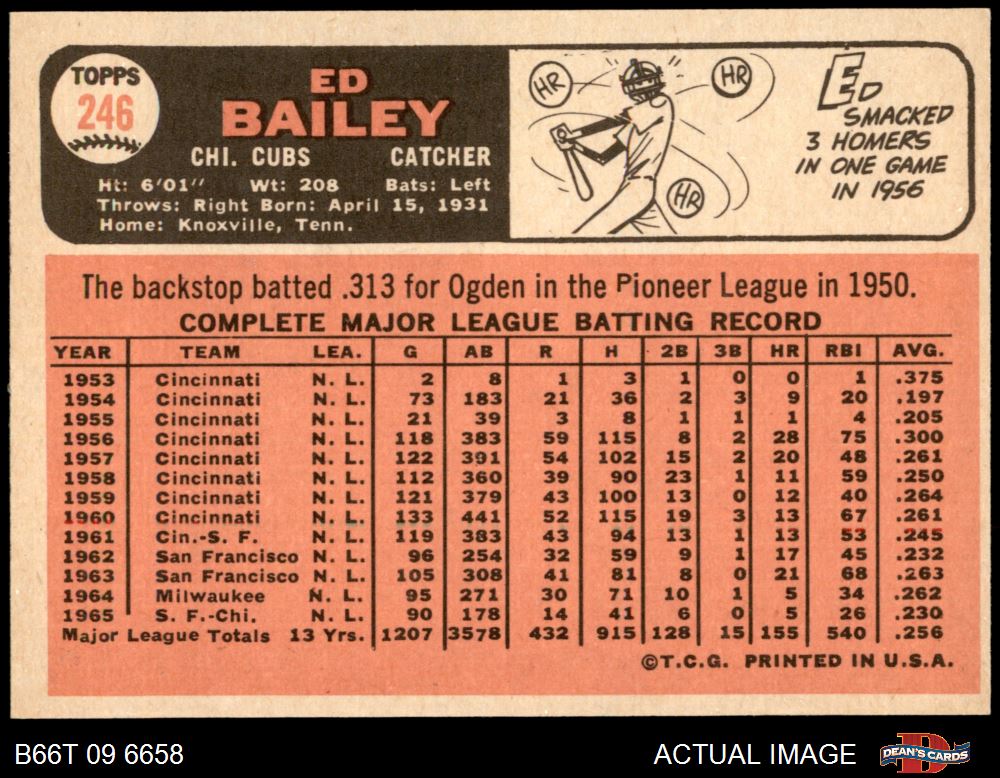 TOPPS
246
ED
BAILEY
CHI. CUBS CATCHER
Ht: 6'01" Wt: 208 Bats: Left
Throws: Right Born: April 15, 1931
Home: Knoxville, Tenn.
HR
HR
HR
ED
SMACKED
3 HOMERS
IN ONE GAME
IN 1956
The backstop batted .313 for Ogden in the Pioneer League in 1950.
COMPLETE MAJOR LEAGUE BATTING RECORD
YEAR TEAM LEA. G AB R H 2B 3B HR RBI AVG.
1953 Cincinnati N. L. 2 8 1 3 1 0 0 1 .375
1954 Cincinnati N. L. 73 183 21 36 2 3 9 20 .197
1955 Cincinnati N. L. 21 39 3 8 1 1 1 4 .205
1956 Cincinnati N. L. 118 383 59 115 8 2 28 75 .300
1957 Cincinnati N. L. 122 391 54 102 15 2 20 48 .261
1958 Cincinnati N. L. 112 360 39 90 23 1 11 59 .250
1959 Cincinnati N. L. 121 379 43 100 13 0 12 40 .264
1960 Cincinnati N. L. 133 441 52 115 19 3 13 67 .261
1961 Cin.-S. F. N. L. 119 383 43 94 13 1 13 53 .245
1962 San Francisco N. L. 96 254 32 59 9 1 17 45 .232
1963 San Francisco N. L. 105 308 41 81 8 0 21 68 .263
1964 Milwaukee N. L. 95 271 30 71 10 1 5 34 .262
1965 S. F.-Chi. N. L. 90 178 14 41 6 0 5 26 .230
Major League Totals 13 Yrs. 1207 3578 432 915 128 15 155 540 .256
©T.C.G. PRINTED IN U.S.A.
B66T 09 6658 ACTUAL IMAGE DEAN'S CARDS